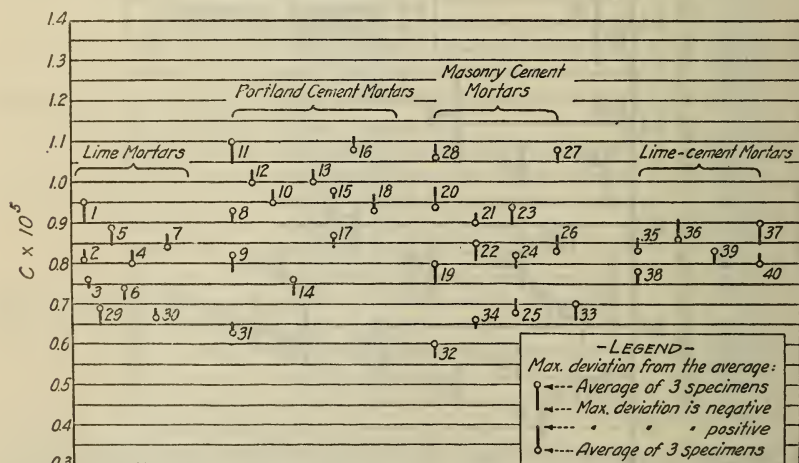 1.4
1.3
1.2
1.1
1.0
0.9
0.8
0.7
0.6
0.5
0.4
0.3
C × 10⁵
Masonry Cement
Portland Cement Mortars Mortars
Lime Mortars
Lime-cement Mortars
11 16 28 27
12 13
10 15 18 20
1 8 21 23
5 7 17 26 35 36 37
2 4 9 22 24 39
19 38 40
3 6 14
29 30 34 25 33
31
32
-LEGEND-
Max. deviation from the average:
Average of 3 specimens
Max. deviation is negative
" " " positive
Average of 3 specimens